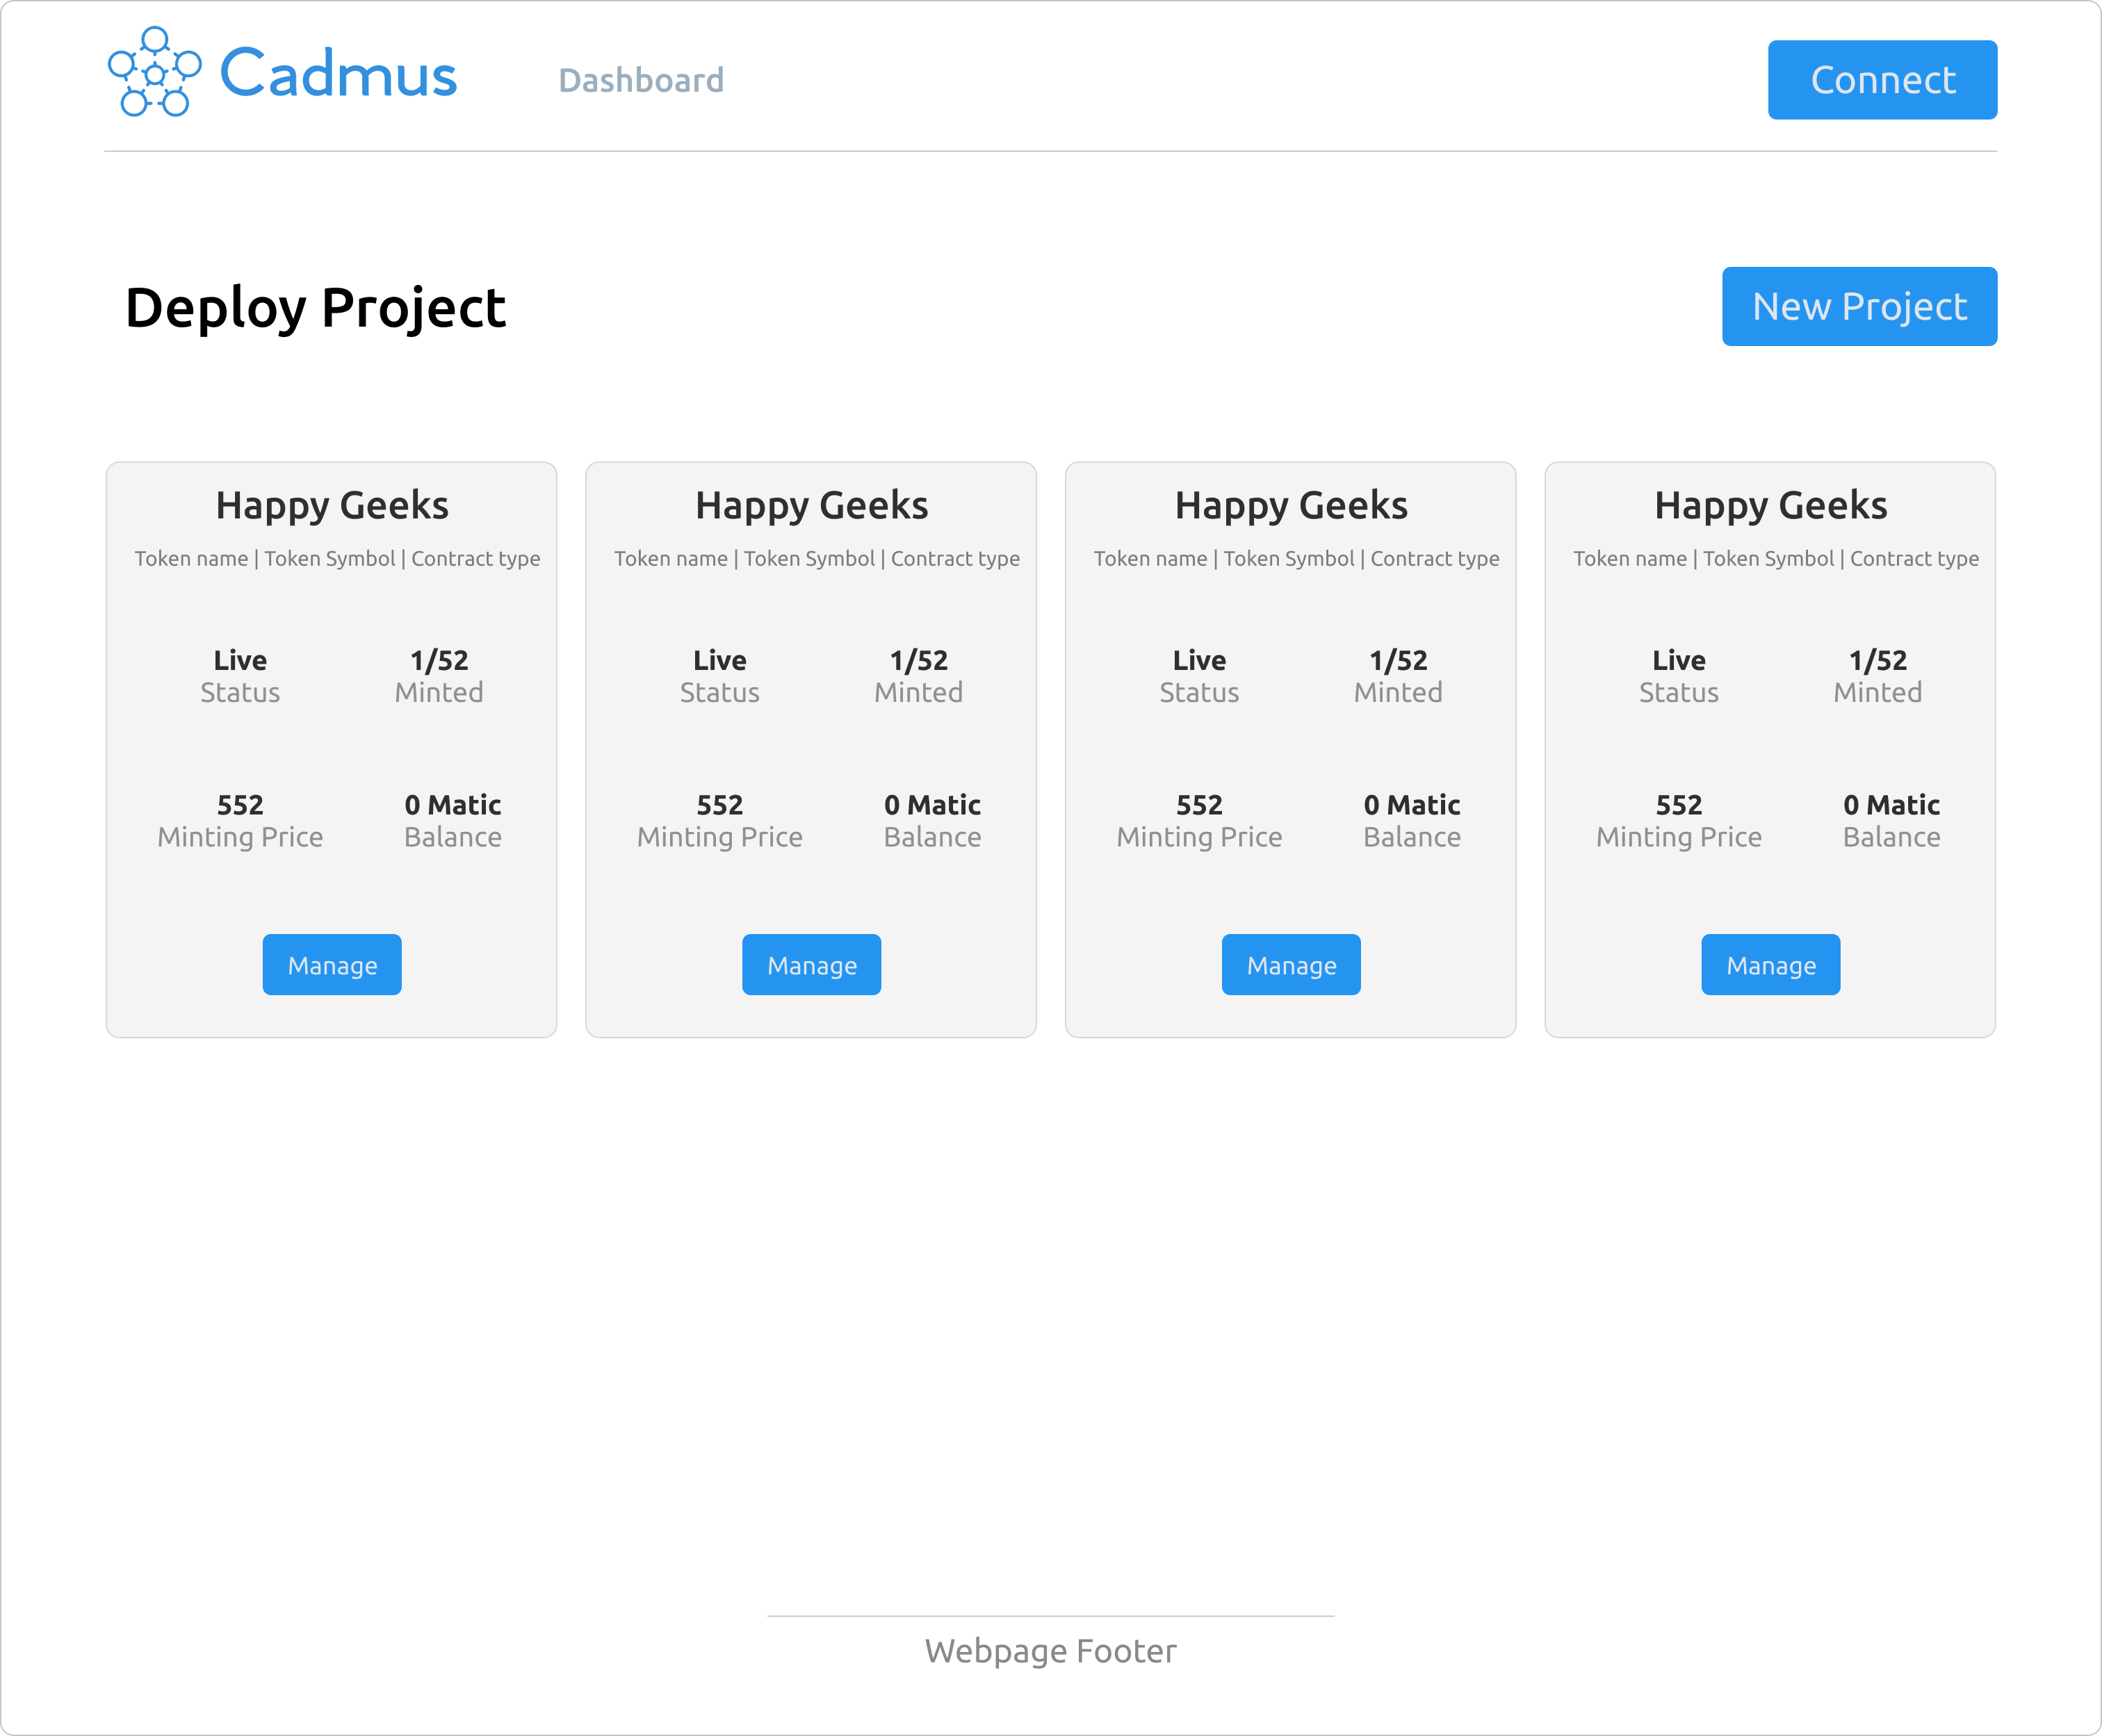 Cadmus
Dashboard
Connect
Deploy Project
New Project
Happy Geeks
Token name | Token Symbol | Contract type
Live
Status
1/52
Minted
552
Minting Price
0 Matic
Balance
Manage
Happy Geeks
Token name | Token Symbol | Contract type
Live
Status
1/52
Minted
552
Minting Price
0 Matic
Balance
Manage
Happy Geeks
Token name | Token Symbol | Contract type
Live
Status
1/52
Minted
552
Minting Price
0 Matic
Balance
Manage
Happy Geeks
Token name | Token Symbol | Contract type
Live
Status
1/52
Minted
552
Minting Price
0 Matic
Balance
Manage
Webpage Footer